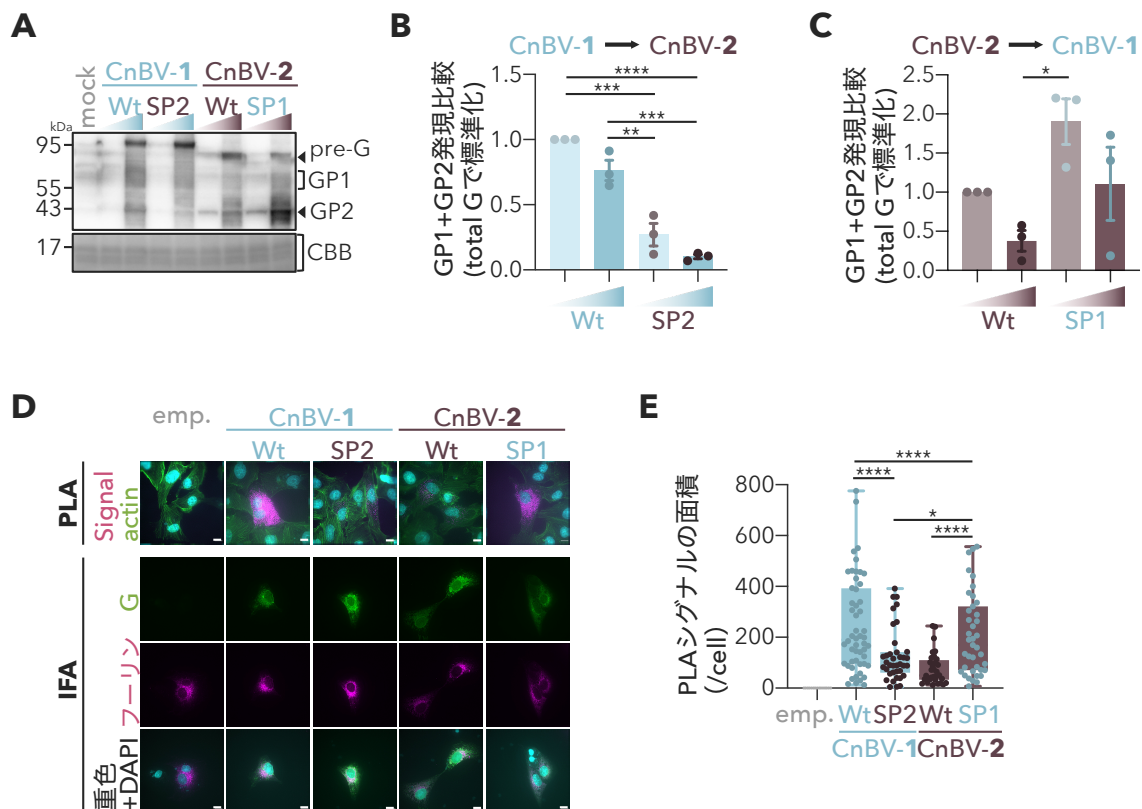 A
mock
CnBV-1
CnBV-2
Wt
SP2
Wt
SP1
kDa
95
55
43
17
pre-G
GP1
GP2
CBB
B
CnBV-1
CnBV-2
GP1+GP2発現比較
(total Gで標準化)
1.5
1.0
0.5
0.0
****
***
***
**
Wt
SP2
C
CnBV-2
CnBV-1
GP1+GP2発現比較
(total Gで標準化)
2.5
2.0
1.5
1.0
0.5
0.0
*
Wt
SP1
D
emp.
CnBV-1
CnBV-2
Wt
SP2
Wt
SP1
PLA
Signal
actin
IFA
G
フーリン
重色
+DAPI
E
PLAシグナルの面積
(/cell)
800
600
400
200
0
****
****
*
****
emp.
Wt
SP2
Wt
SP1
CnBV-1
CnBV-2